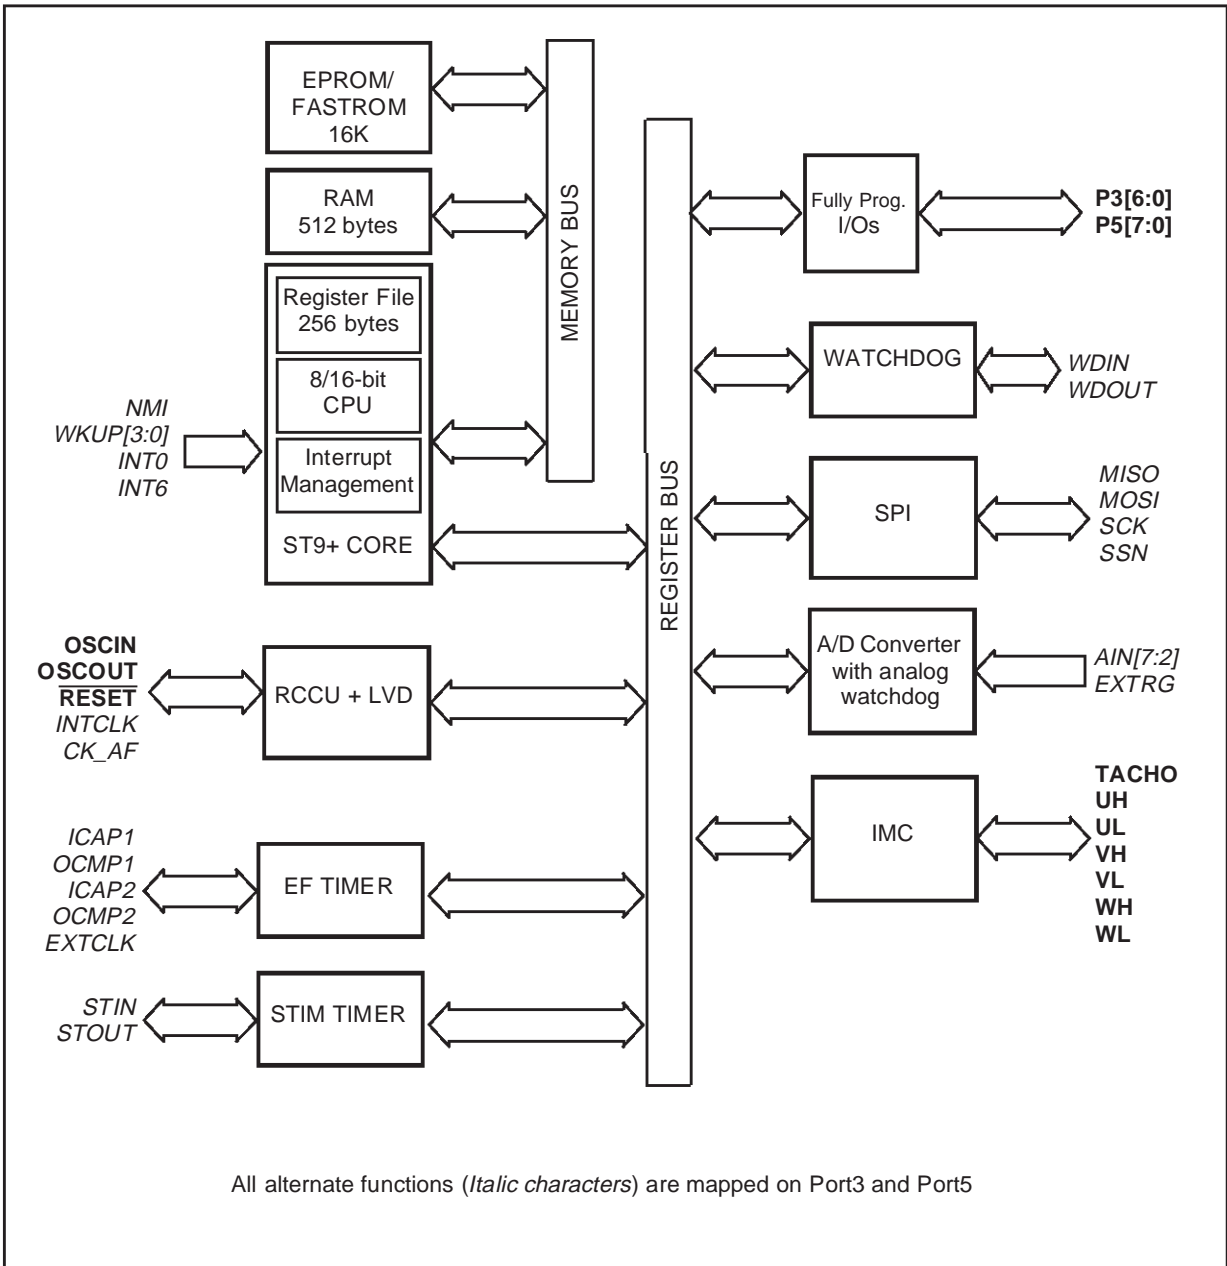 EPROM/
FASTROM
16K
RAM
512 bytes
Register File
256 bytes
8/16-bit
CPU
Interrupt
Management
ST9+ CORE
NMI
WKUP[3:0]
INT0
INT6
MEMORY BUS
OSCIN
OSCOUT
RESET
INTCLK
CK_AF
RCCU + LVD
ICAP1
OCMP1
ICAP2
OCMP2
EXTCLK
EF TIMER
STIN
STOUT
STIM TIMER
REGISTER BUS
Fully Prog.
I/Os
P3[6:0]
P5[7:0]
WATCHDOG
WDIN
WDOUT
SPI
MISO
MOSI
SCK
SSN
A/D Converter
with analog
watchdog
AIN[7:2]
EXTRG
IMC
TACHO
UH
UL
VH
VL
WH
WL
All alternate functions (Italic characters) are mapped on Port3 and Port5